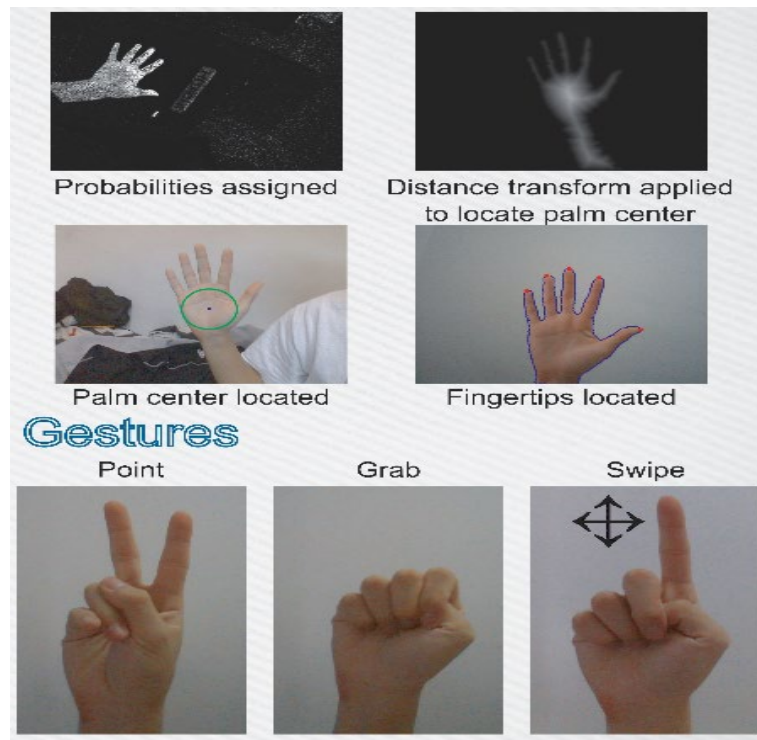 Probabilities assigned
Distance transform applied
to locate palm center
Palm center located
Fingertips located
Gestures
Point
Grab
Swipe